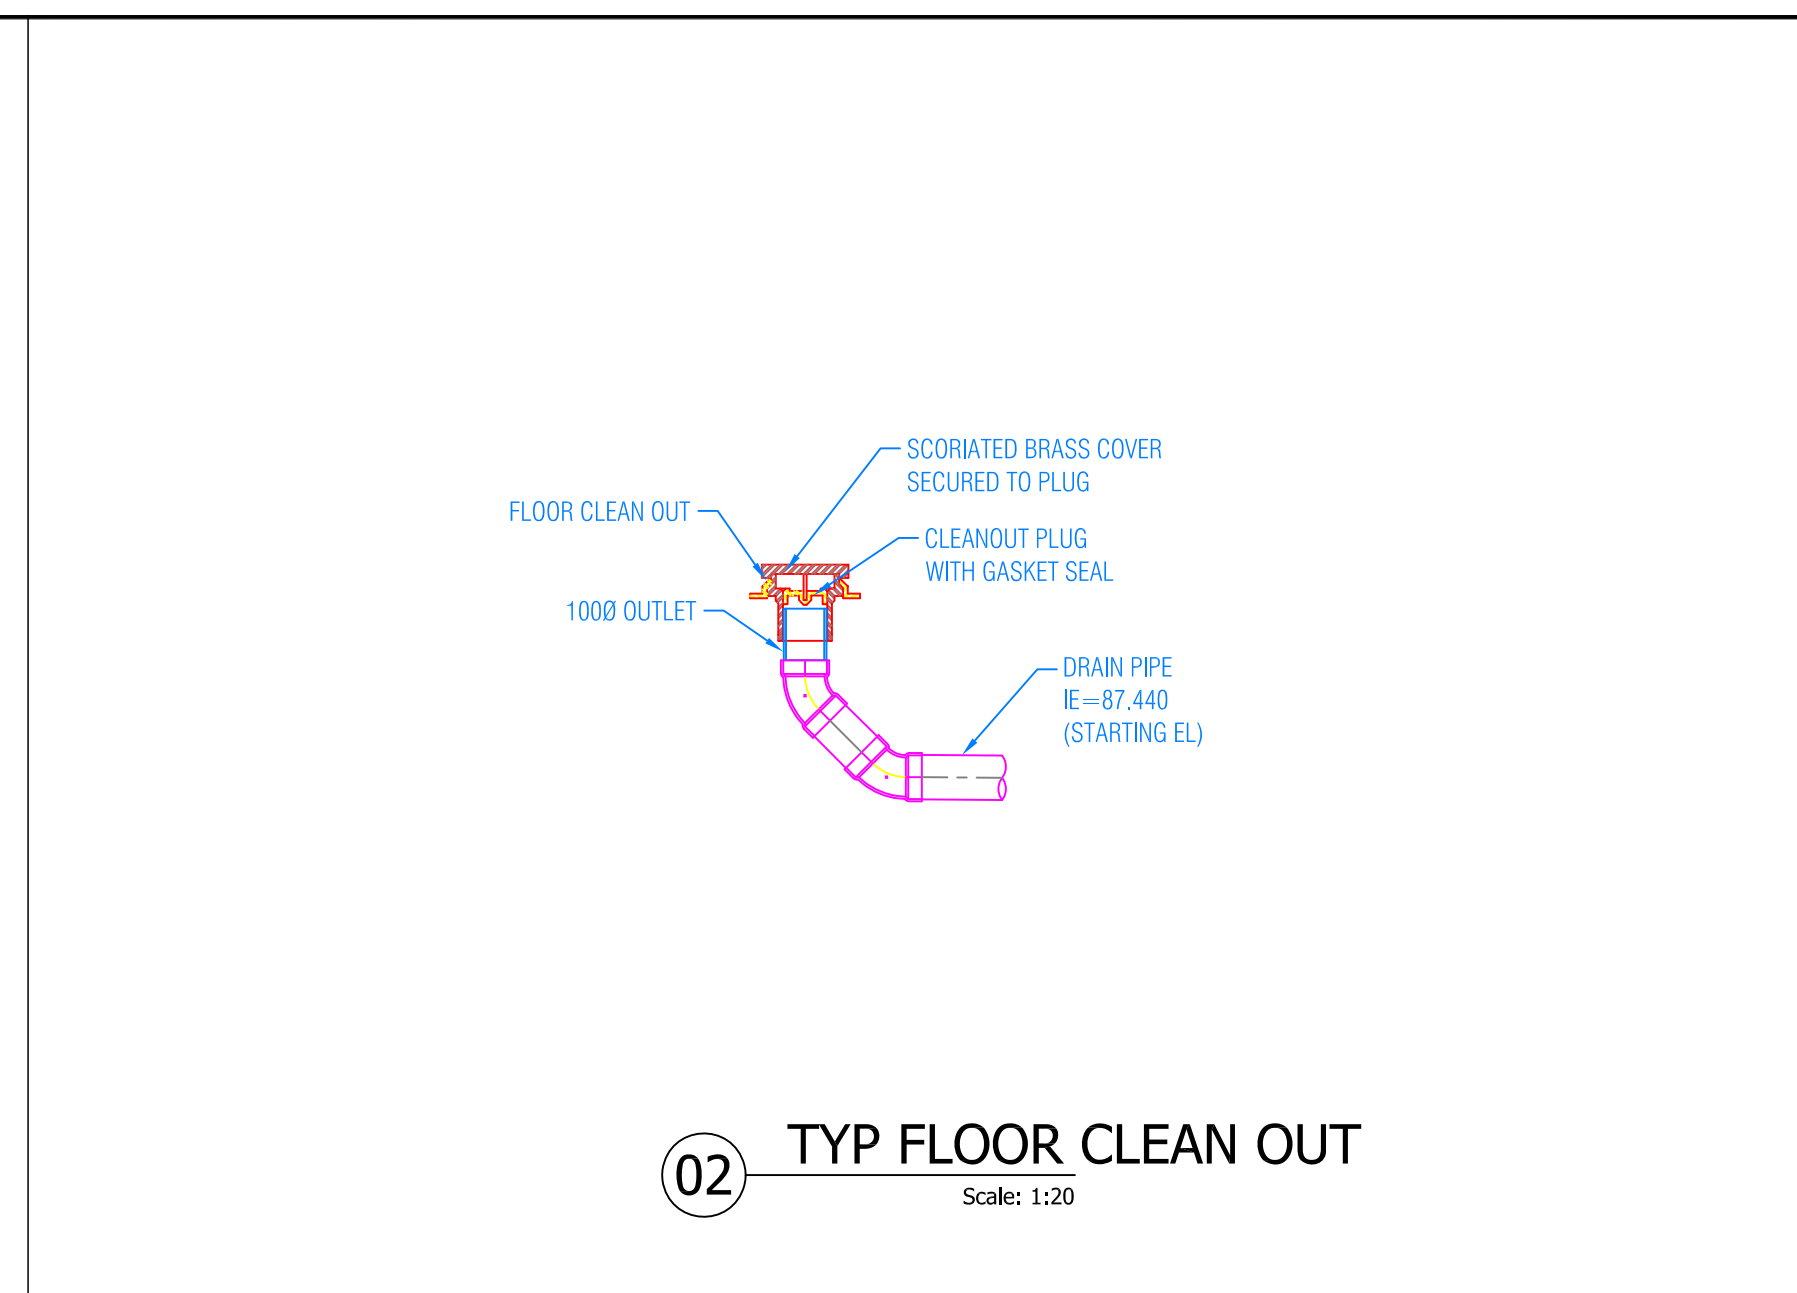 SCORIATED BRASS COVER
SECURED TO PLUG
FLOOR CLEAN OUT
CLEANOUT PLUG
WITH GASKET SEAL
100Ø OUTLET
DRAIN PIPE
IE=87.440
(STARTING EL)
02
TYP FLOOR CLEAN OUT
Scale: 1:20